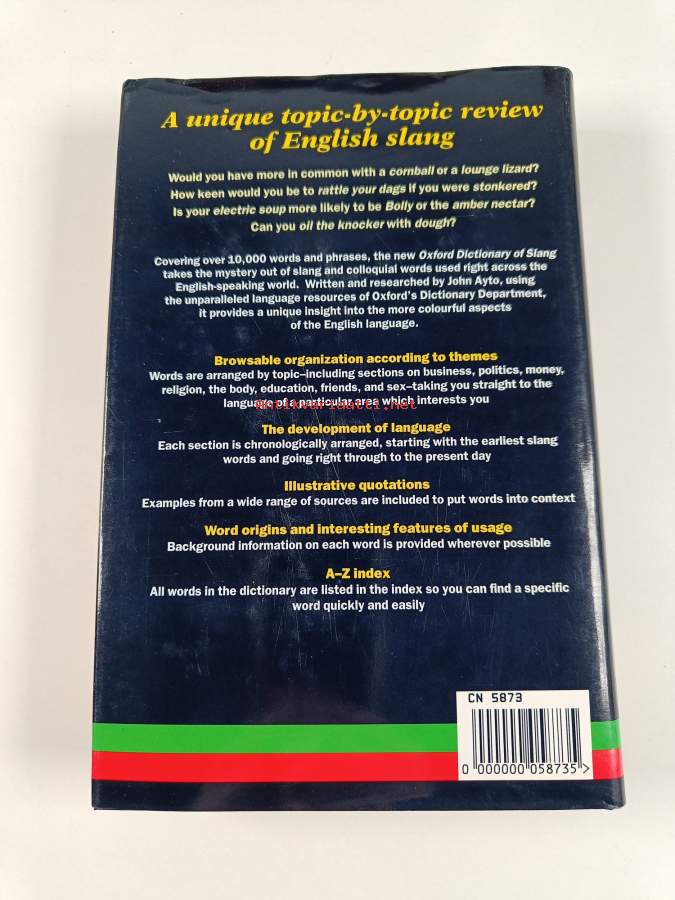 A unique topic-by-topic review
of English slang
Would you have more in common with a cornball or a lounge lizard?
How keen would you be to rattle your dags if you were stonkered?
Is your electric soup more likely to be Bolly or the amber nectar?
Can you oil the knocker with dough?
Covering over 10,000 words and phrases, the new Oxford Dictionary of Slang
takes the mystery out of slang and colloquial words used right across the
English-speaking world. Written and researched by John Ayto, using
the unparalleled language resources of Oxford's Dictionary Department,
it provides a unique insight into the more colourful aspects
of the English language.
Browsable organization according to themes
Words are arranged by topic–including sections on business, politics, money,
religion, the body, education, friends, and sex–taking you straight to the
language of a particular area which interests you
antikvariaatti.net
The development of language
Each section is chronologically arranged, starting with the earliest slang
words and going right through to the present day
Illustrative quotations
Examples from a wide range of sources are included to put words into context
Word origins and interesting features of usage
Background information on each word is provided wherever possible
A–Z index
All words in the dictionary are listed in the index so you can find a specific
word quickly and easily
CN 5873
0 000000 058735 >